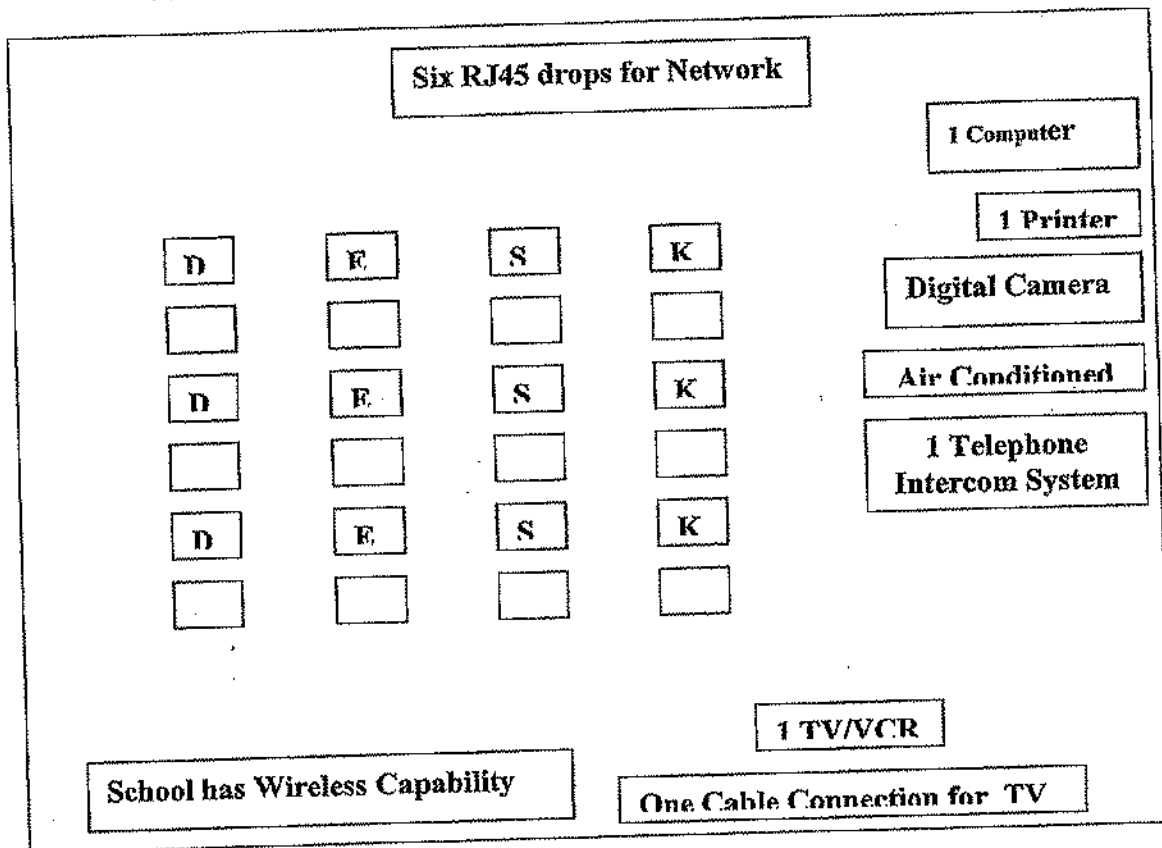 Six RJ45 drops for Network
1 Computer
1 Printer
D E S K
Digital Camera
Air Conditioned
D E S K
1 Telephone
Intercom System
D E S K
1 TV/VCR
School has Wireless Capability
One Cable Connection for TV